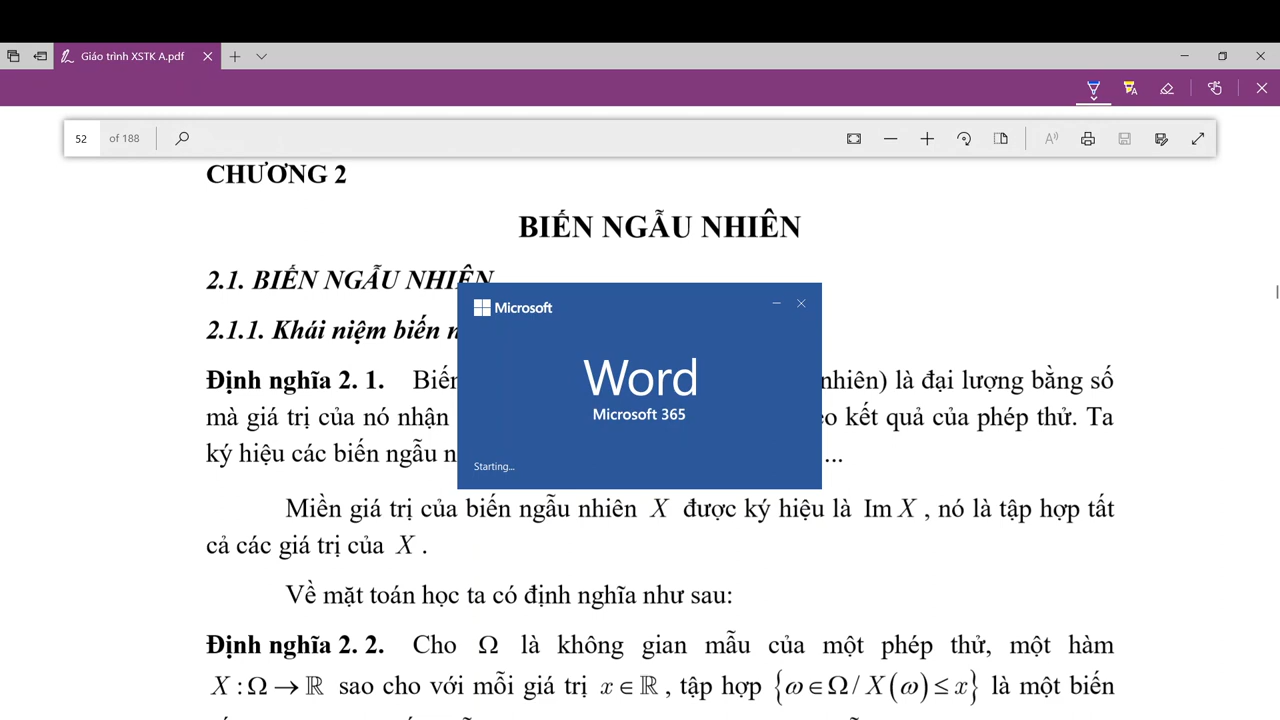 Giáo trình XSTK A.pdf
52 of 188
CHƯƠNG 2
BIẾN NGẪU NHIÊN
2.1. BIẾN NGẪU NHIÊN
2.1.1. Khái niệm biến
Microsoft
Word
Microsoft 365
Starting...
Định nghĩa 2. 1. Biến nhiên) là đại lượng bằng số
mà giá trị của nó nhận kết quả của phép thử. Ta
ký hiệu các biến ngẫu ...
Miền giá trị của biến ngẫu nhiên X được ký hiệu là Im X , nó là tập hợp tất
cả các giá trị của X .
Về mặt toán học ta có định nghĩa như sau:
Định nghĩa 2. 2. Cho Ω là không gian mẫu của một phép thử, một hàm
X : Ω → ℝ sao cho với mỗi giá trị x ∈ ℝ , tập hợp {ω ∈ Ω / X(ω) ≤ x} là một biến